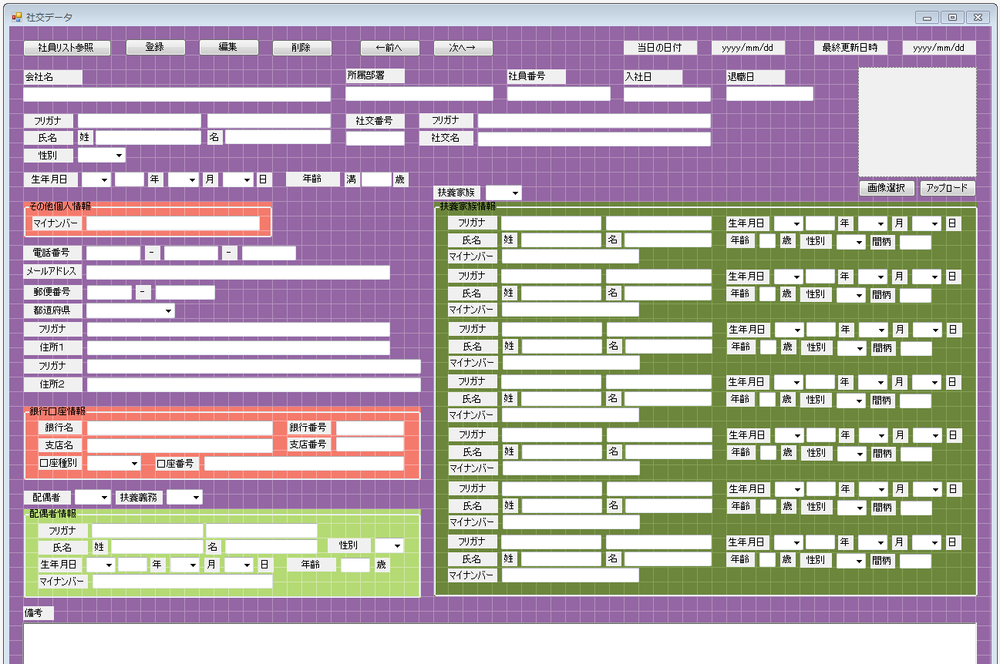 社交データ
社員リスト参照 登録 編集 削除 ←前へ 次へ→ 当日の日付 yyyy/mm/dd 最終更新日時 yyyy/mm/dd
会社名 所属部署 社員番号 入社日 退職日
フリガナ 社交番号 フリガナ
氏名 姓 名 社交名
性別
生年月日 年 月 日 年齢 満 歳
扶養家族 画像選択 アップロード
その他個人情報
マイナンバー
電話番号 - -
メールアドレス
郵便番号 -
都道府県
フリガナ
住所1
フリガナ
住所2
銀行口座情報
銀行名 銀行番号
支店名 支店番号
口座種別 口座番号
配偶者 扶養義務
配偶者情報
フリガナ
氏名 姓 名 性別
生年月日 年 月 日 年齢 歳
マイナンバー
扶養家族情報
フリガナ 生年月日 年 月 日
氏名 姓 名 年齢 歳 性別 間柄
マイナンバー
フリガナ 生年月日 年 月 日
氏名 姓 名 年齢 歳 性別 間柄
マイナンバー
フリガナ 生年月日 年 月 日
氏名 姓 名 年齢 歳 性別 間柄
マイナンバー
フリガナ 生年月日 年 月 日
氏名 姓 名 年齢 歳 性別 間柄
マイナンバー
フリガナ 生年月日 年 月 日
氏名 姓 名 年齢 歳 性別 間柄
マイナンバー
フリガナ 生年月日 年 月 日
氏名 姓 名 年齢 歳 性別 間柄
マイナンバー
フリガナ 生年月日 年 月 日
氏名 姓 名 年齢 歳 性別 間柄
マイナンバー
備考